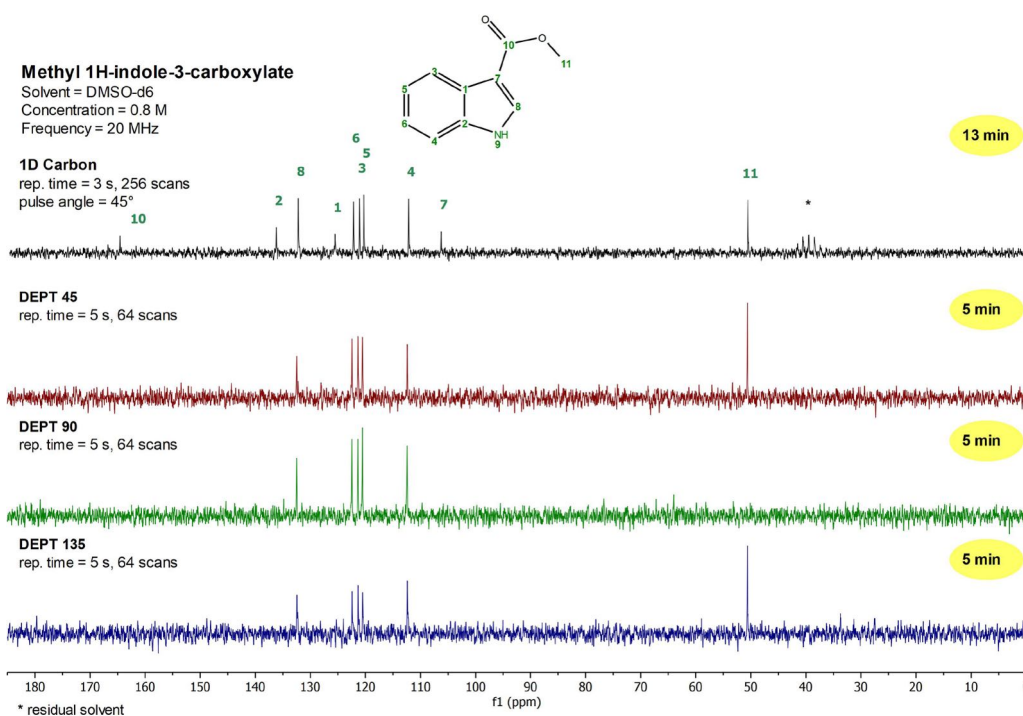 O
O
10
11
Methyl 1H-indole-3-carboxylate
Solvent = DMSO-d6
Concentration = 0.8 M
Frequency = 20 MHz
3
7
5
1
8
6
2
4
NH
9
13 min
1D Carbon
rep. time = 3 s, 256 scans
pulse angle = 45°
10
2
8
1
6
5
3
4
7
11
*
DEPT 45
rep. time = 5 s, 64 scans
5 min
DEPT 90
rep. time = 5 s, 64 scans
5 min
DEPT 135
rep. time = 5 s, 64 scans
5 min
180 170 160 150 140 130 120 110 100 90 80 70 60 50 40 30 20 10
f1 (ppm)
* residual solvent